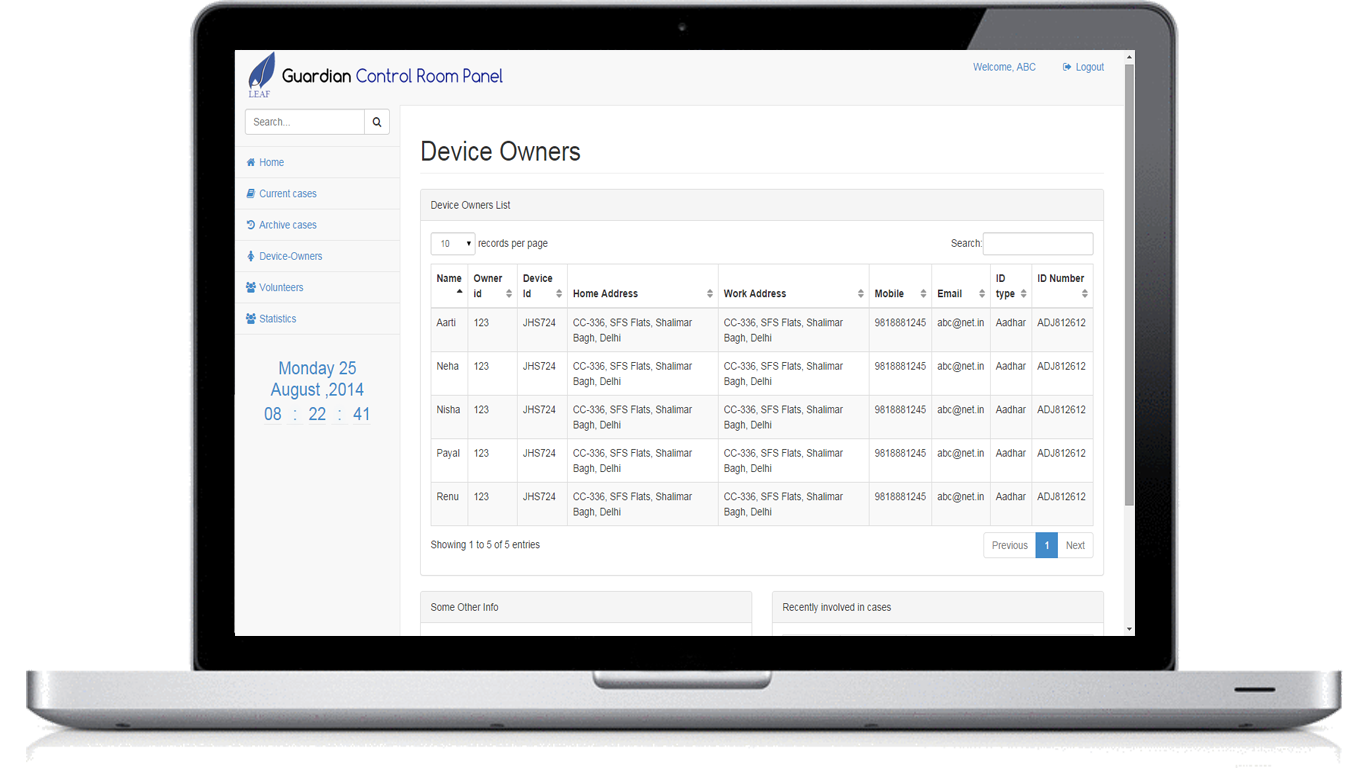 LEAF
Guardian Control Room Panel
Welcome, ABC
Logout
Search...
Home
Current cases
Archive cases
Device-Owners
Volunteers
Statistics
Monday 25
August ,2014
08 : 22 : 41
Device Owners
Device Owners List
10 records per page
Search:
Name Owner id Device Id Home Address Work Address Mobile Email ID type ID Number
Aarti 123 JHS724 CC-336, SFS Flats, Shalimar Bagh, Delhi CC-336, SFS Flats, Shalimar Bagh, Delhi 9818881245 abc@net.in Aadhar ADJ812612
Neha 123 JHS724 CC-336, SFS Flats, Shalimar Bagh, Delhi CC-336, SFS Flats, Shalimar Bagh, Delhi 9818881245 abc@net.in Aadhar ADJ812612
Nisha 123 JHS724 CC-336, SFS Flats, Shalimar Bagh, Delhi CC-336, SFS Flats, Shalimar Bagh, Delhi 9818881245 abc@net.in Aadhar ADJ812612
Payal 123 JHS724 CC-336, SFS Flats, Shalimar Bagh, Delhi CC-336, SFS Flats, Shalimar Bagh, Delhi 9818881245 abc@net.in Aadhar ADJ812612
Renu 123 JHS724 CC-336, SFS Flats, Shalimar Bagh, Delhi CC-336, SFS Flats, Shalimar Bagh, Delhi 9818881245 abc@net.in Aadhar ADJ812612
Showing 1 to 5 of 5 entries
Previous 1 Next
Some Other Info
Recently involved in cases